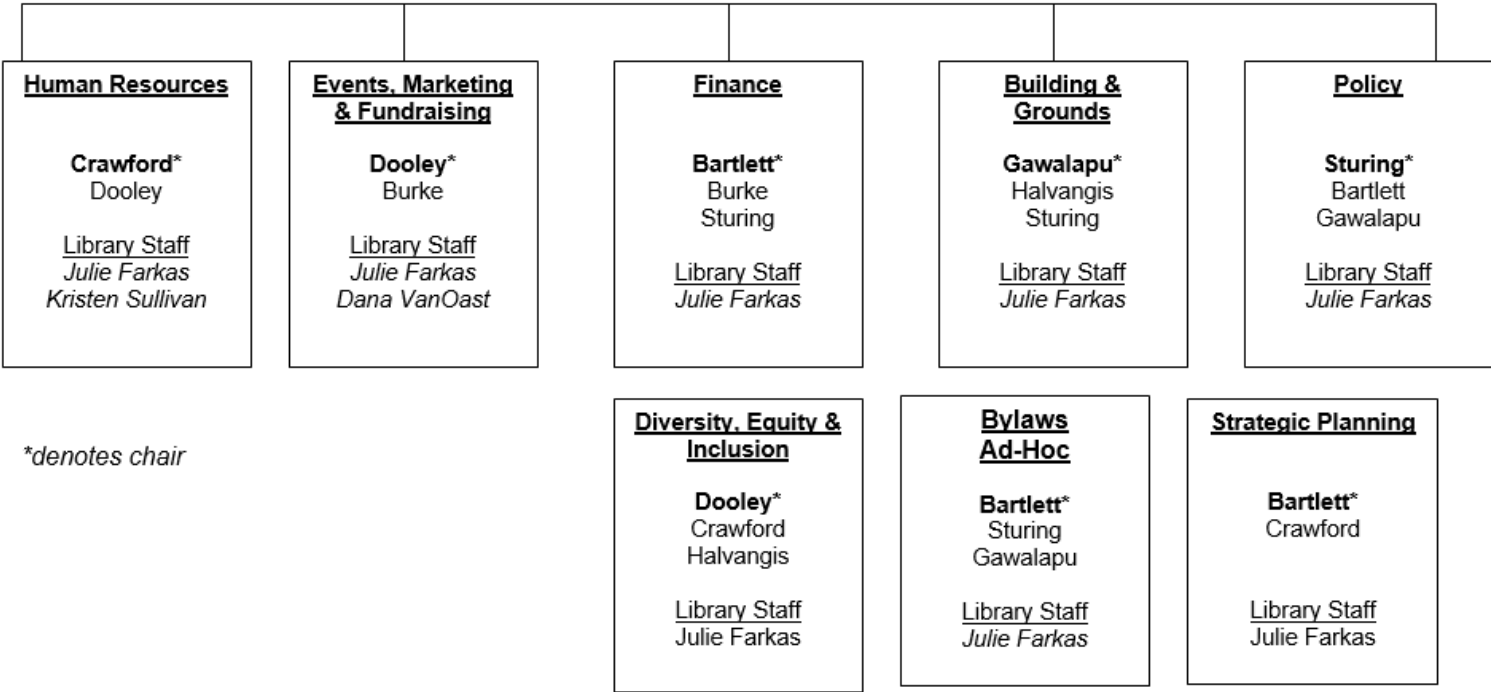 Human Resources
Crawford*
Dooley
Library Staff
Julie Farkas
Kristen Sullivan
Events, Marketing
& Fundraising
Dooley*
Burke
Library Staff
Julie Farkas
Dana VanOast
Finance
Bartlett*
Burke
Sturing
Library Staff
Julie Farkas
Building &
Grounds
Gawalapu*
Halvangis
Sturing
Library Staff
Julie Farkas
Policy
Sturing*
Bartlett
Gawalapu
Library Staff
Julie Farkas
*denotes chair
Diversity, Equity &
Inclusion
Dooley*
Crawford
Halvangis
Library Staff
Julie Farkas
Bylaws
Ad-Hoc
Bartlett*
Sturing
Gawalapu
Library Staff
Julie Farkas
Strategic Planning
Bartlett*
Crawford
Library Staff
Julie Farkas